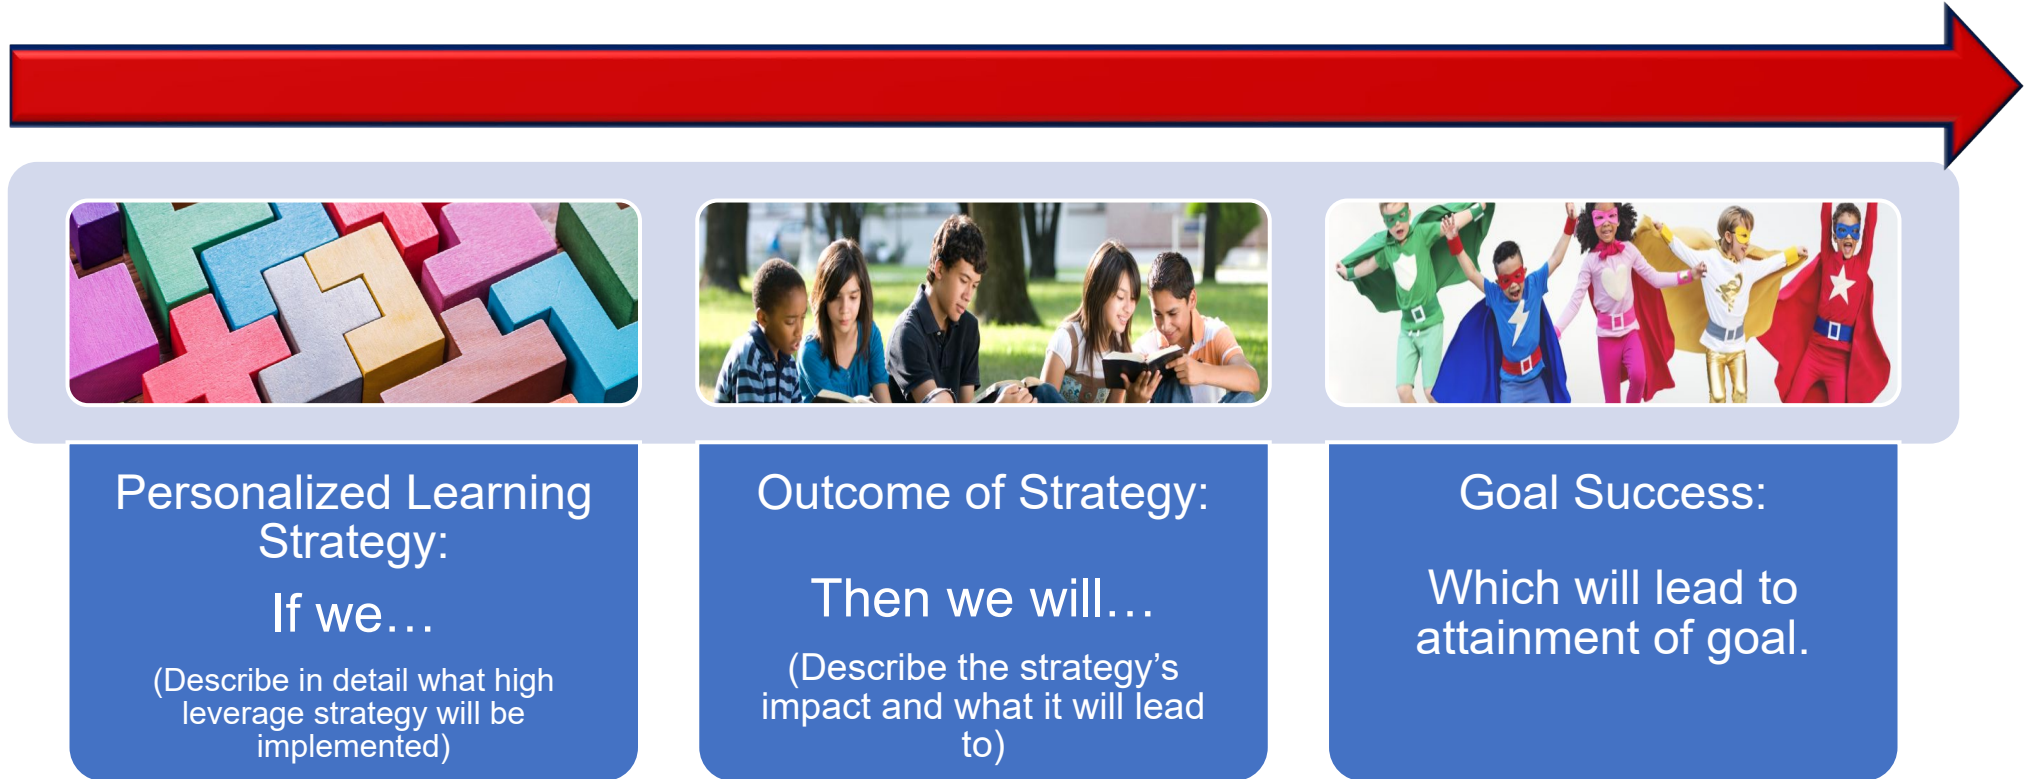 Personalized Learning
Strategy:
If we…
(Describe in detail what high
leverage strategy will be
implemented)
Outcome of Strategy:
Then we will…
(Describe the strategy’s
impact and what it will lead
to)
Goal Success:
Which will lead to
attainment of goal.